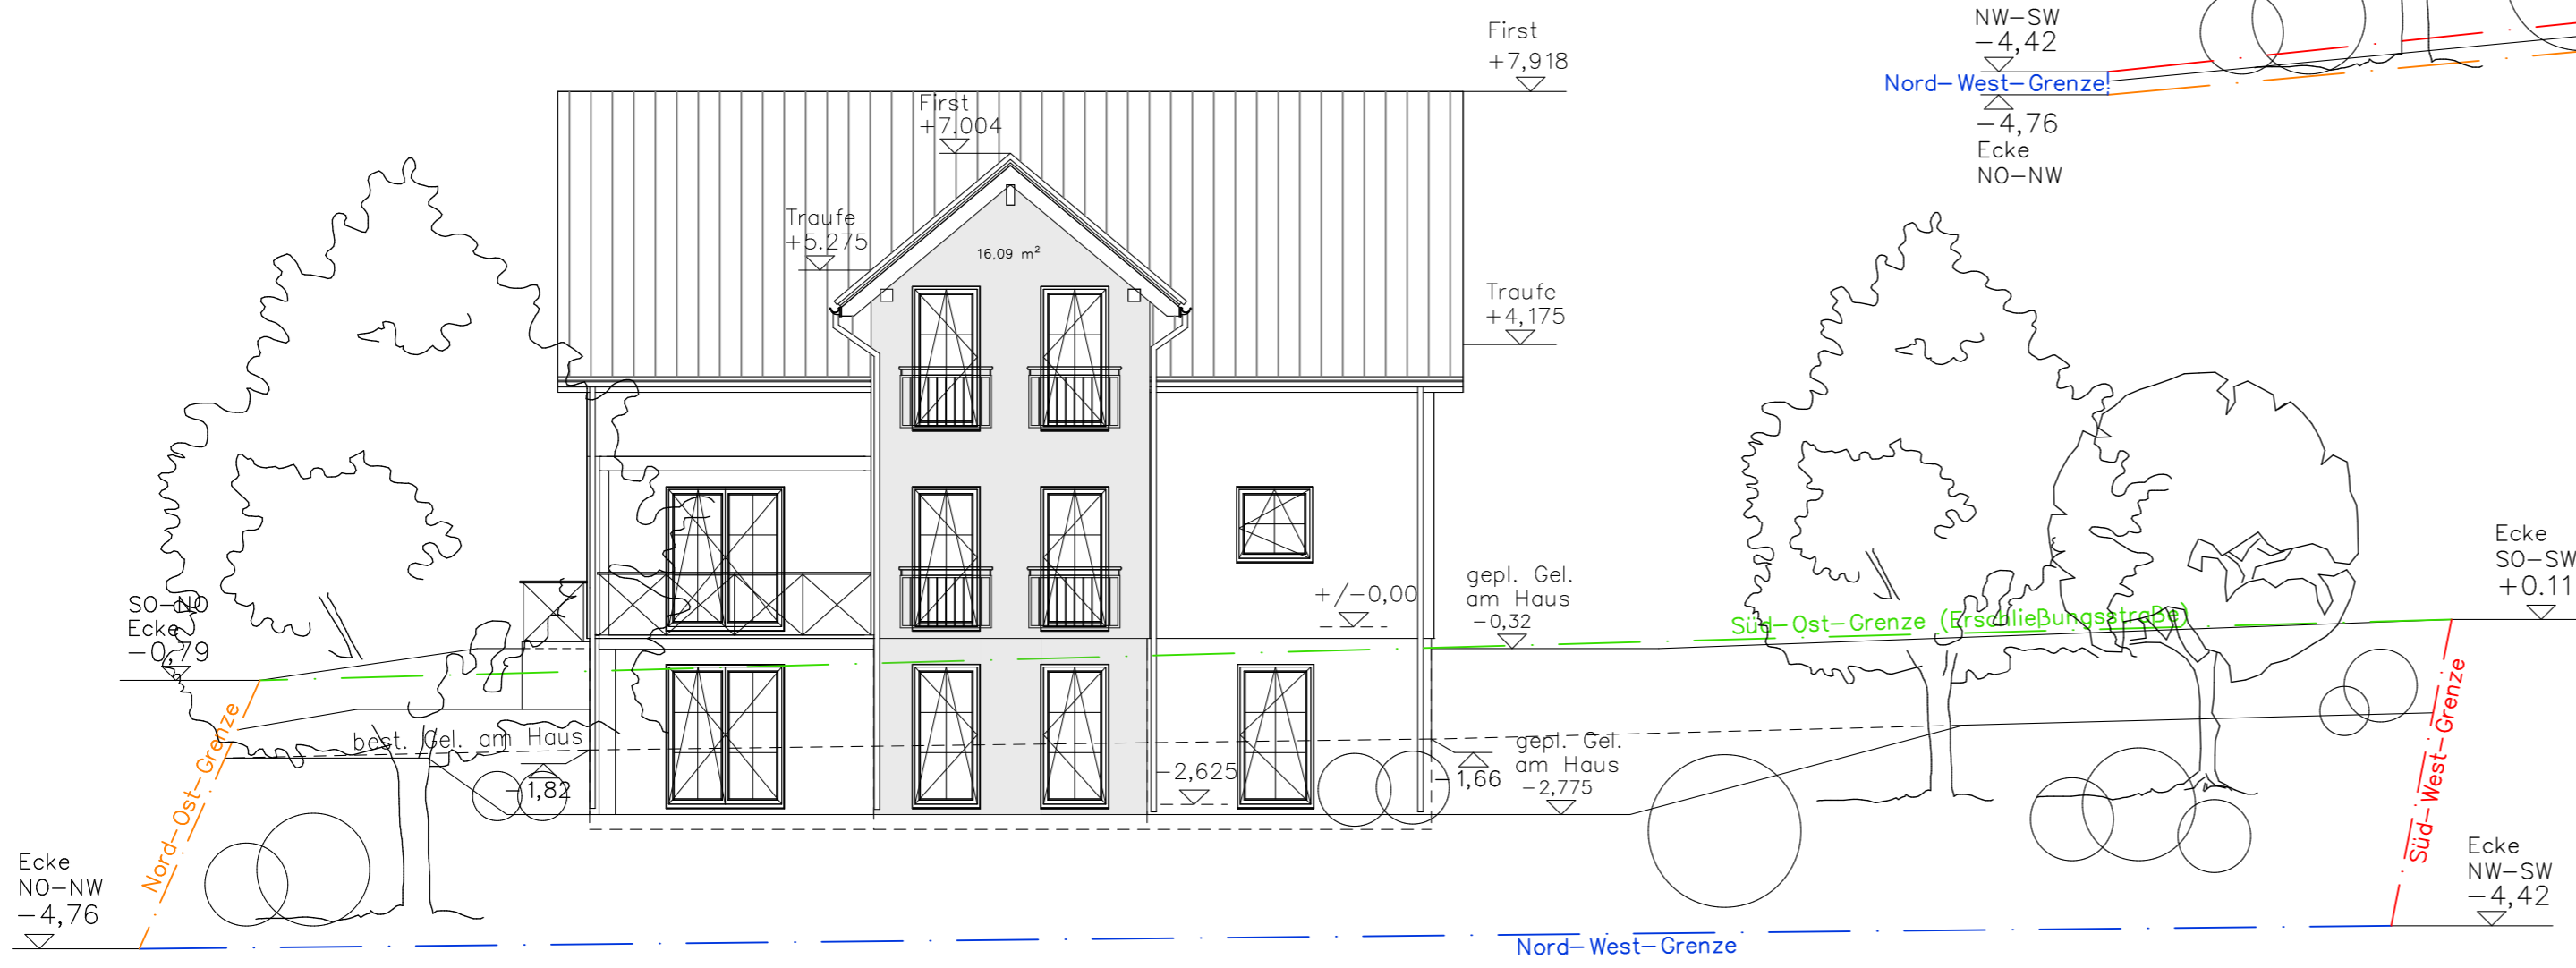 NW-SW
-4,42
Nord-West-Grenze
-4,76
Ecke
NO-NW
First
+7,918
First
+7.004
Traufe
+5.275
16,09 m²
Traufe
+4,175
Ecke
SO-SW
+0.11
SO-NO
Ecke
-0,79
+/-0,00
gepl. Gel.
am Haus
-0,32
Süd-Ost-Grenze (Erschließungsstraße)
Nord-Ost-Grenze
best. Gel. am Haus
-1,82
-2,625
-1,66
gepl. Gel.
am Haus
-2,775
Süd-West-Grenze
Ecke
NO-NW
-4,76
Ecke
NW-SW
-4,42
Nord-West-Grenze